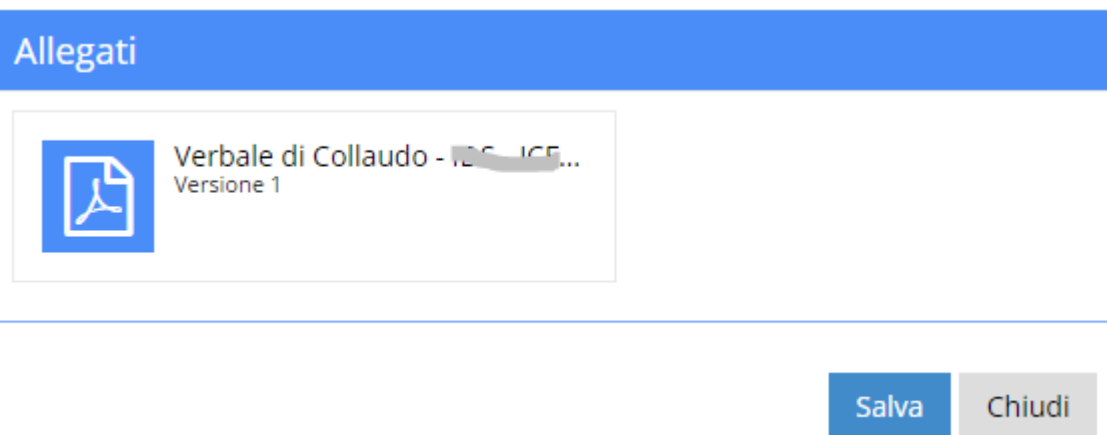 Allegati
Verbale di Collaudo -
Versione 1
Salva
Chiudi